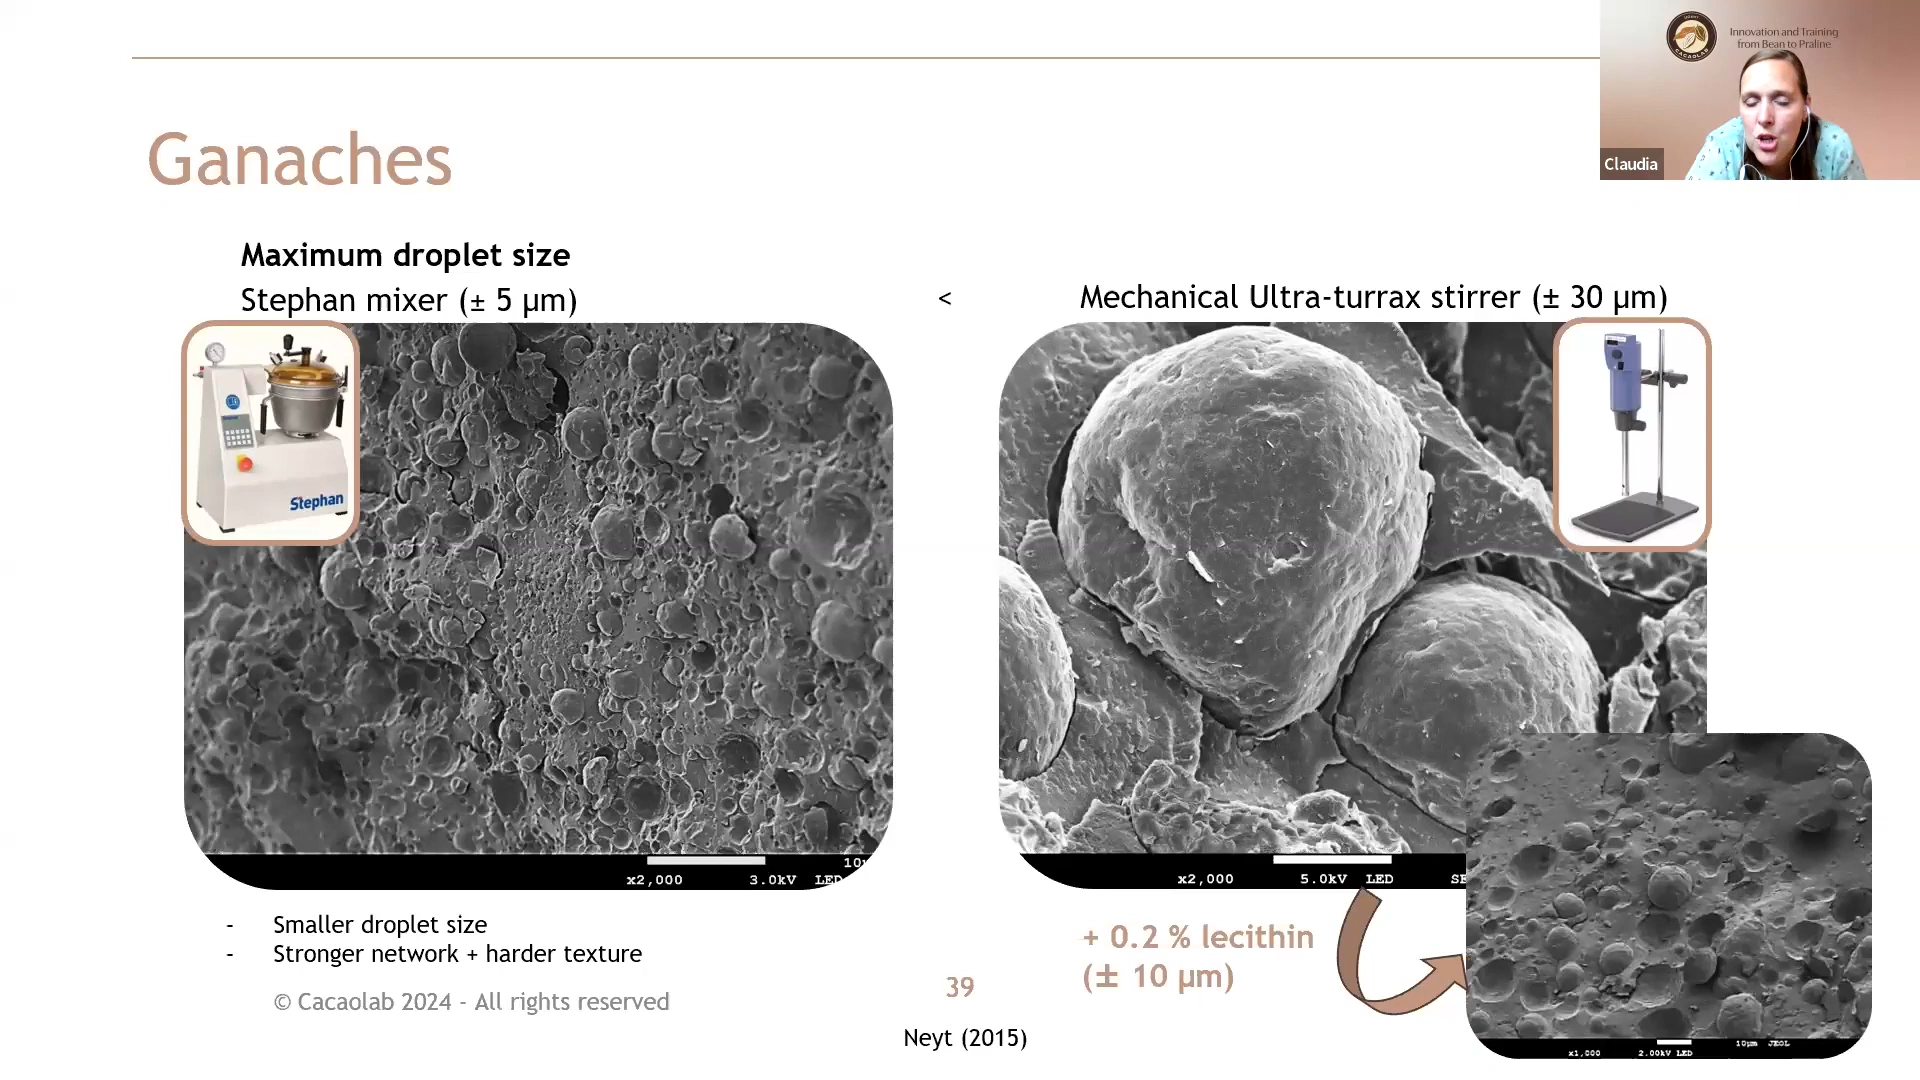 Innovation and Training
from Bean to Praline
CACAOLAB
Claudia
Ganaches
Maximum droplet size
Stephan mixer (± 5 µm)
<
Mechanical Ultra-turrax stirrer (± 30 µm)
Stephan
x2,000 3.0kV LED
x2,000 5.0kV LED SE
- Smaller droplet size
- Stronger network + harder texture
+ 0.2 % lecithin
(± 10 µm)
x1,000 2.00kV LED 10µm JEOL
© Cacaolab 2024 - All rights reserved
39
Neyt (2015)